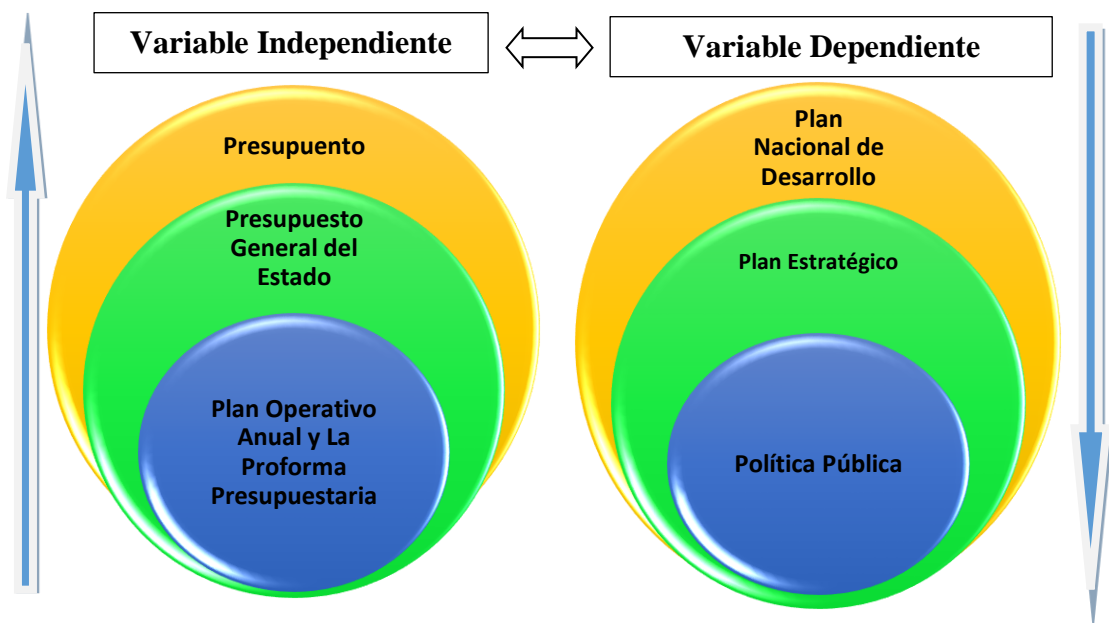 Variable Independiente
Variable Dependiente
Presupuento
Presupuesto
General del
Estado
Plan Operativo
Anual y La
Proforma
Presupuestaria
Plan
Nacional de
Desarrollo
Plan Estratégico
Política Pública